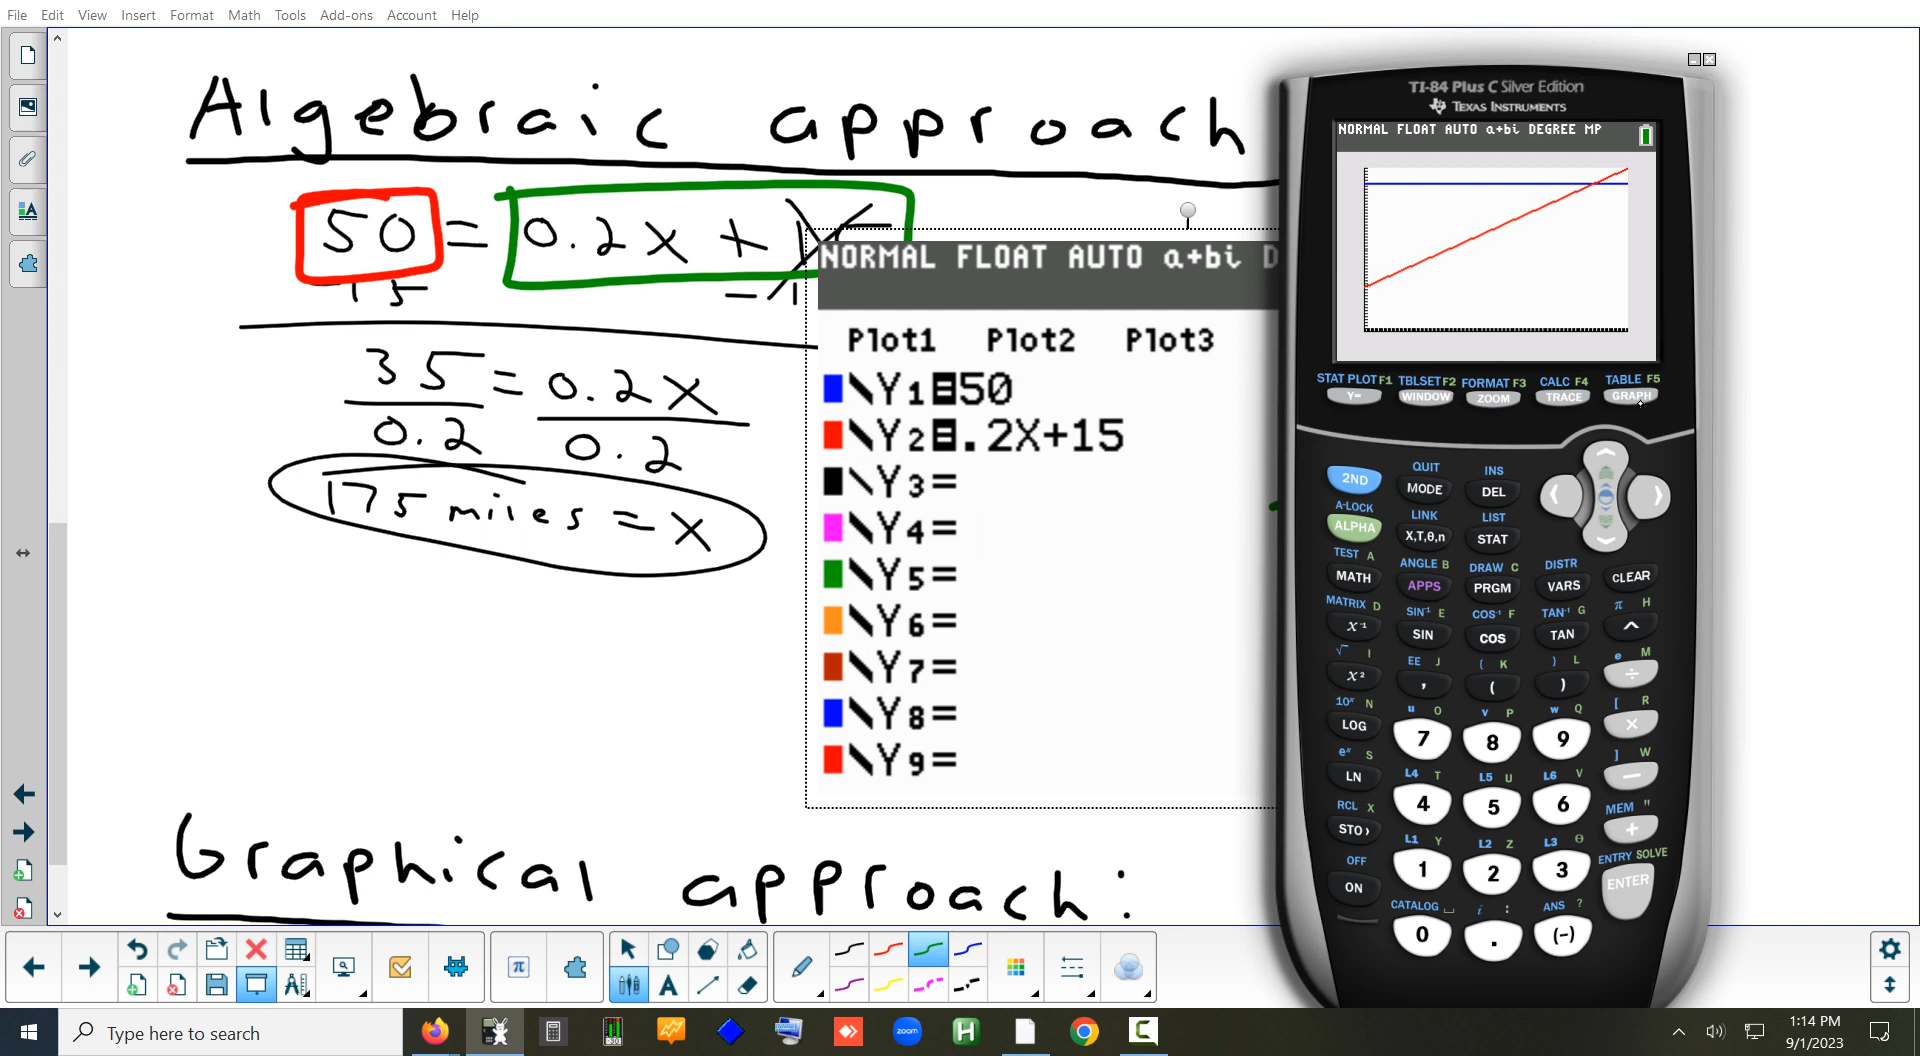 File Edit View Insert Format Math Tools Add-ons Account Help
Algebraic approach
50 = 0.2x +
15
35 = 0.2x
0.2 0.2
175 miles = x
NORMAL FLOAT AUTO a+bi D
Plot1 Plot2 Plot3
\Y1=50
\Y2=.2X+15
\Y3=
\Y4=
\Y5=
\Y6=
\Y7=
\Y8=
\Y9=
Graphical approach:
TI-84 Plus C Silver Edition
TEXAS INSTRUMENTS
NORMAL FLOAT AUTO a+bi DEGREE MP
STAT PLOT F1 TBLSET F2 FORMAT F3 CALC F4 TABLE F5
Y= WINDOW ZOOM TRACE GRAPH
QUIT INS
2ND MODE DEL
A-LOCK LINK LIST
ALPHA X,T,θ,n STAT
TEST A ANGLE B DRAW C DISTR
MATH APPS PRGM VARS CLEAR
MATRIX D SIN⁻¹ E COS⁻¹ F TAN⁻¹ G π H
X⁻¹ SIN COS TAN ^
√ I EE J { K } L e M
X² , ( ) ÷
10ˣ N u O v P w Q [ R
LOG 7 8 9 ×
eˣ S L4 T L5 U L6 V ] W
LN 4 5 6 −
RCL X L1 Y L2 Z L3 θ MEM "
STO› 1 2 3 +
OFF CATALOG i : ANS ? ENTRY SOLVE
ON 0 . (-) ENTER
π
A
Type here to search
zoom
H
C
1:14 PM
9/1/2023